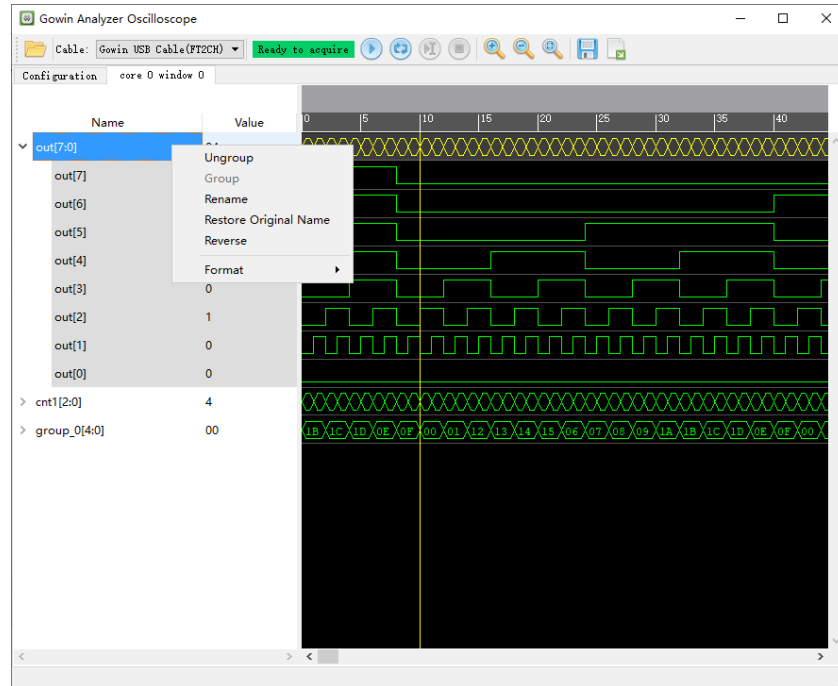 Gowin Analyzer Oscilloscope
Cable: Gowin USB Cable(FT2CH) Ready to acquire
Configuration core 0 window 0
Name Value
0 5 10 15 20 25 30 35 40
out[7:0]
Ungroup
out[7]
Group
out[6]
Rename
Restore Original Name
out[5]
Reverse
out[4]
Format
out[3] 0
out[2] 1
out[1] 0
out[0] 0
cnt1[2:0] 4
group_0[4:0] 00 1B 1C 1D 0E 0F 00 01 12 13 14 15 06 07 08 09 1A 1B 1C 1D 0E 0F 00